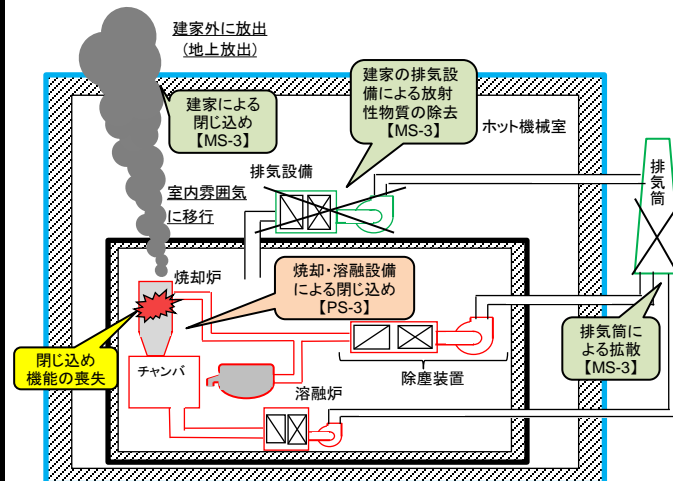 建家外に放出
(地上放出)
建家による
閉じ込め
【MS-3】
建家の排気設
備による放射
性物質の除去
【MS-3】
ホット機械室
排気設備
排気筒
室内雰囲気
に移行
焼却炉
焼却・溶融設備
による閉じ込め
【PS-3】
閉じ込め
機能の喪失
チャンバ
溶融炉
除塵装置
排気筒に
よる拡散
【MS-3】